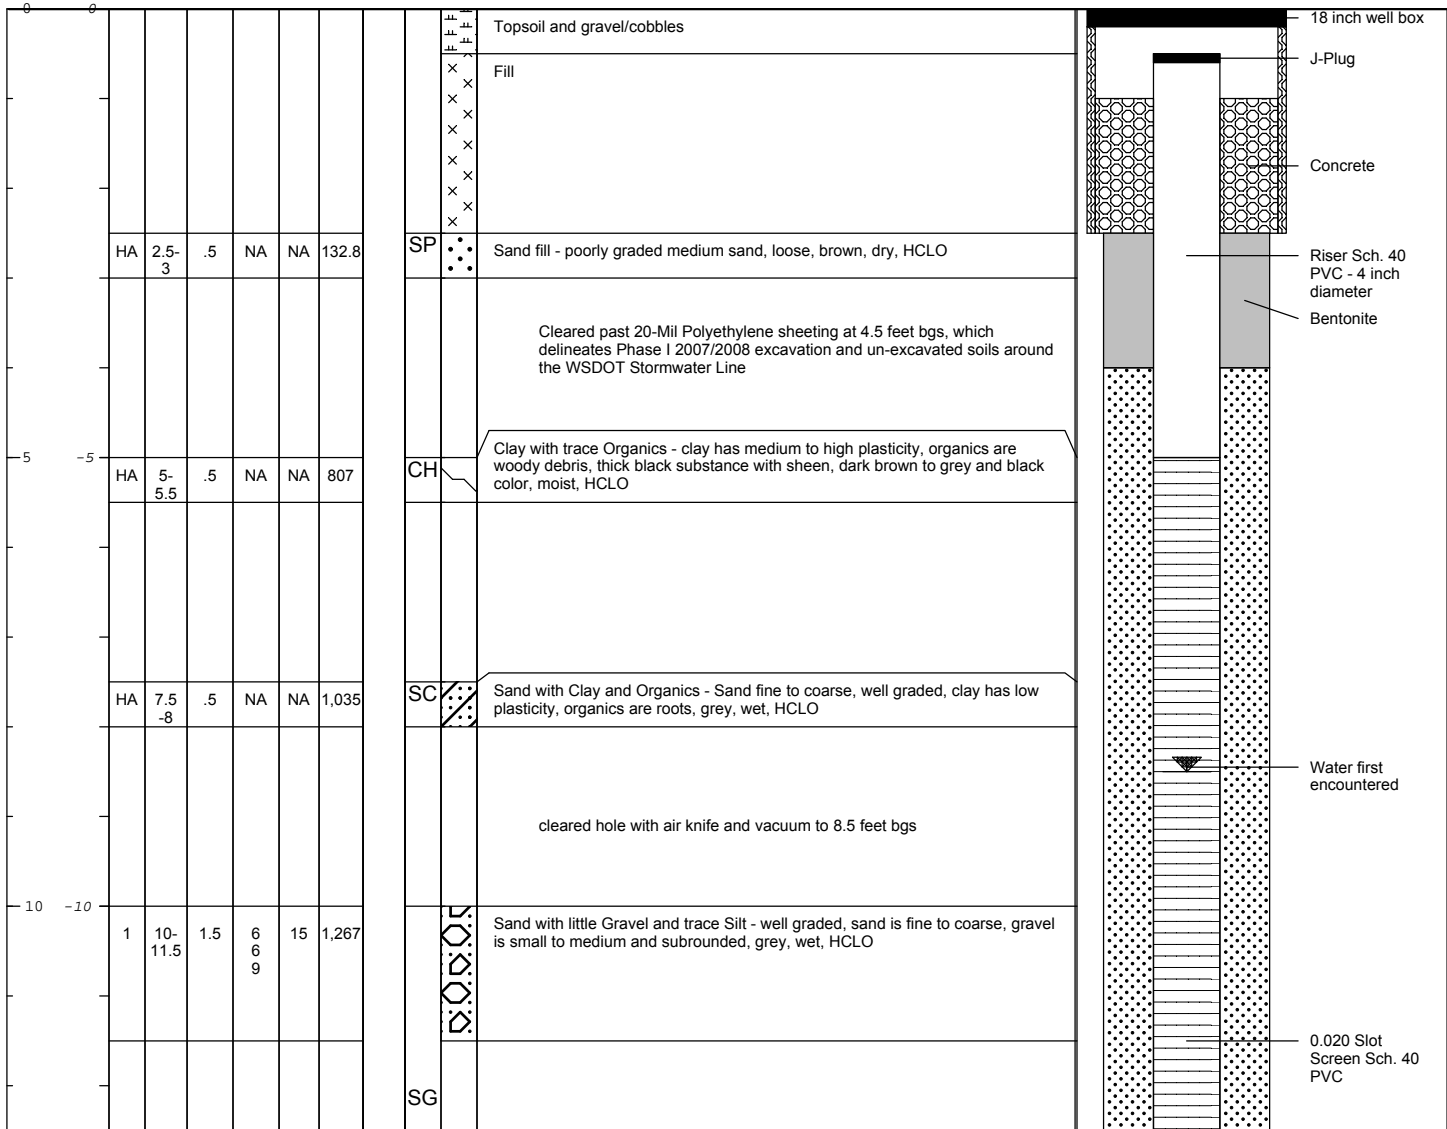 0 0
Topsoil and gravel/cobbles
18 inch well box
J-Plug
Fill
Concrete
HA 2.5-3 .5 NA NA 132.8 SP Sand fill - poorly graded medium sand, loose, brown, dry, HCLO
Riser Sch. 40
PVC - 4 inch
diameter
Bentonite
Cleared past 20-Mil Polyethylene sheeting at 4.5 feet bgs, which
delineates Phase I 2007/2008 excavation and un-excavated soils around
the WSDOT Stormwater Line
-5 -5
HA 5-5.5 .5 NA NA 807 CH
Clay with trace Organics - clay has medium to high plasticity, organics are
woody debris, thick black substance with sheen, dark brown to grey and black
color, moist, HCLO
HA 7.5-8 .5 NA NA 1,035 SC
Sand with Clay and Organics - Sand fine to coarse, well graded, clay has low
plasticity, organics are roots, grey, wet, HCLO
Water first
encountered
cleared hole with air knife and vacuum to 8.5 feet bgs
-10 -10
1 10-11.5 1.5 6 6 9 15 1,267
Sand with little Gravel and trace Silt - well graded, sand is fine to coarse, gravel
is small to medium and subrounded, grey, wet, HCLO
0.020 Slot
Screen Sch. 40
PVC
SG